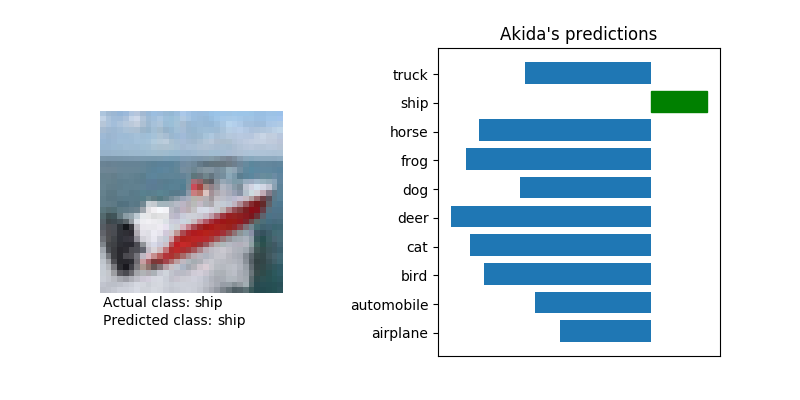 Akida's predictions
truck
ship
horse
frog
dog
deer
cat
bird
automobile
airplane
Actual class: ship
Predicted class: ship